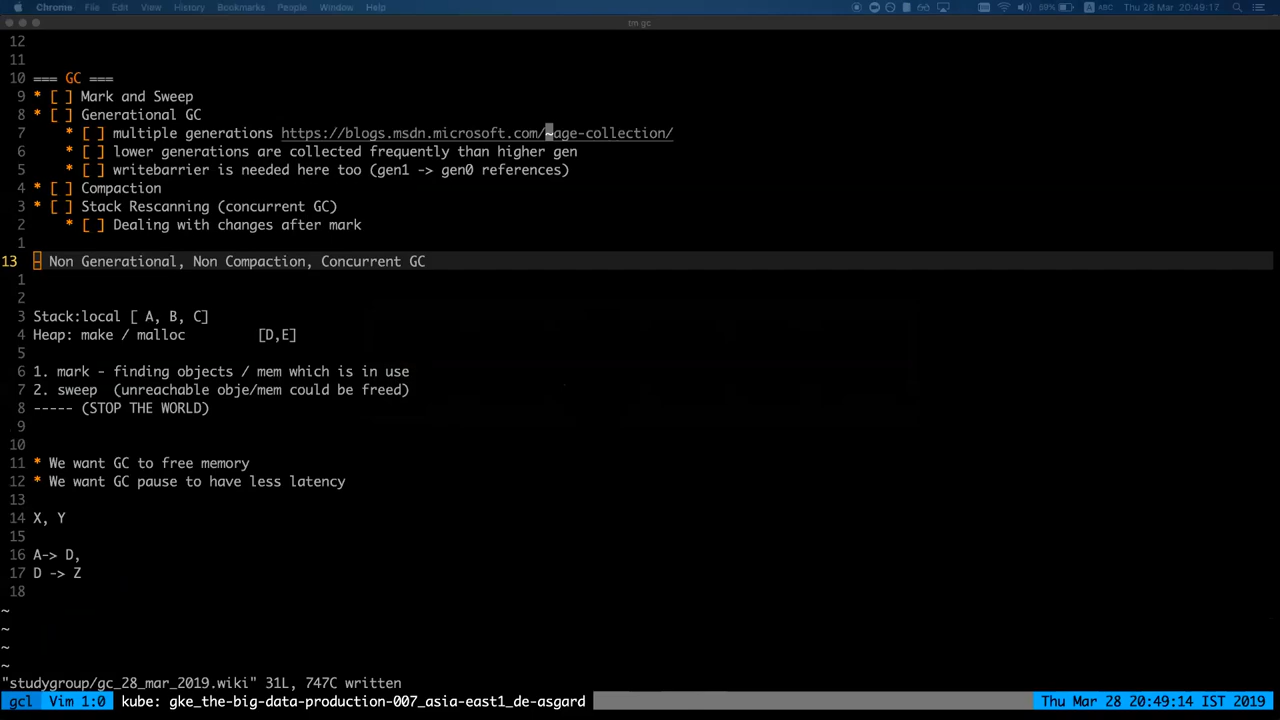 Chrome File Edit View History Bookmarks People Window Help 59% ABC Thu 28 Mar 20:49:17
tm gc
12
11
10 === GC ===
9 * [ ] Mark and Sweep
8 * [ ] Generational GC
7 * [ ] multiple generations https://blogs.msdn.microsoft.com/~age-collection/
6 * [ ] lower generations are collected frequently than higher gen
5 * [ ] writebarrier is needed here too (gen1 -> gen0 references)
4 * [ ] Compaction
3 * [ ] Stack Rescanning (concurrent GC)
2 * [ ] Dealing with changes after mark
1
13 - Non Generational, Non Compaction, Concurrent GC
1
2
3 Stack:local [ A, B, C]
4 Heap: make / malloc [D,E]
5
6 1. mark - finding objects / mem which is in use
7 2. sweep (unreachable obje/mem could be freed)
8 ----- (STOP THE WORLD)
9
10
11 * We want GC to free memory
12 * We want GC pause to have less latency
13
14 X, Y
15
16 A-> D,
17 D -> Z
18
~
~
~
~
"studygroup/gc_28_mar_2019.wiki" 31L, 747C written
gcl Vim 1:0 kube: gke_the-big-data-production-007_asia-east1_de-asgard Thu Mar 28 20:49:14 IST 2019